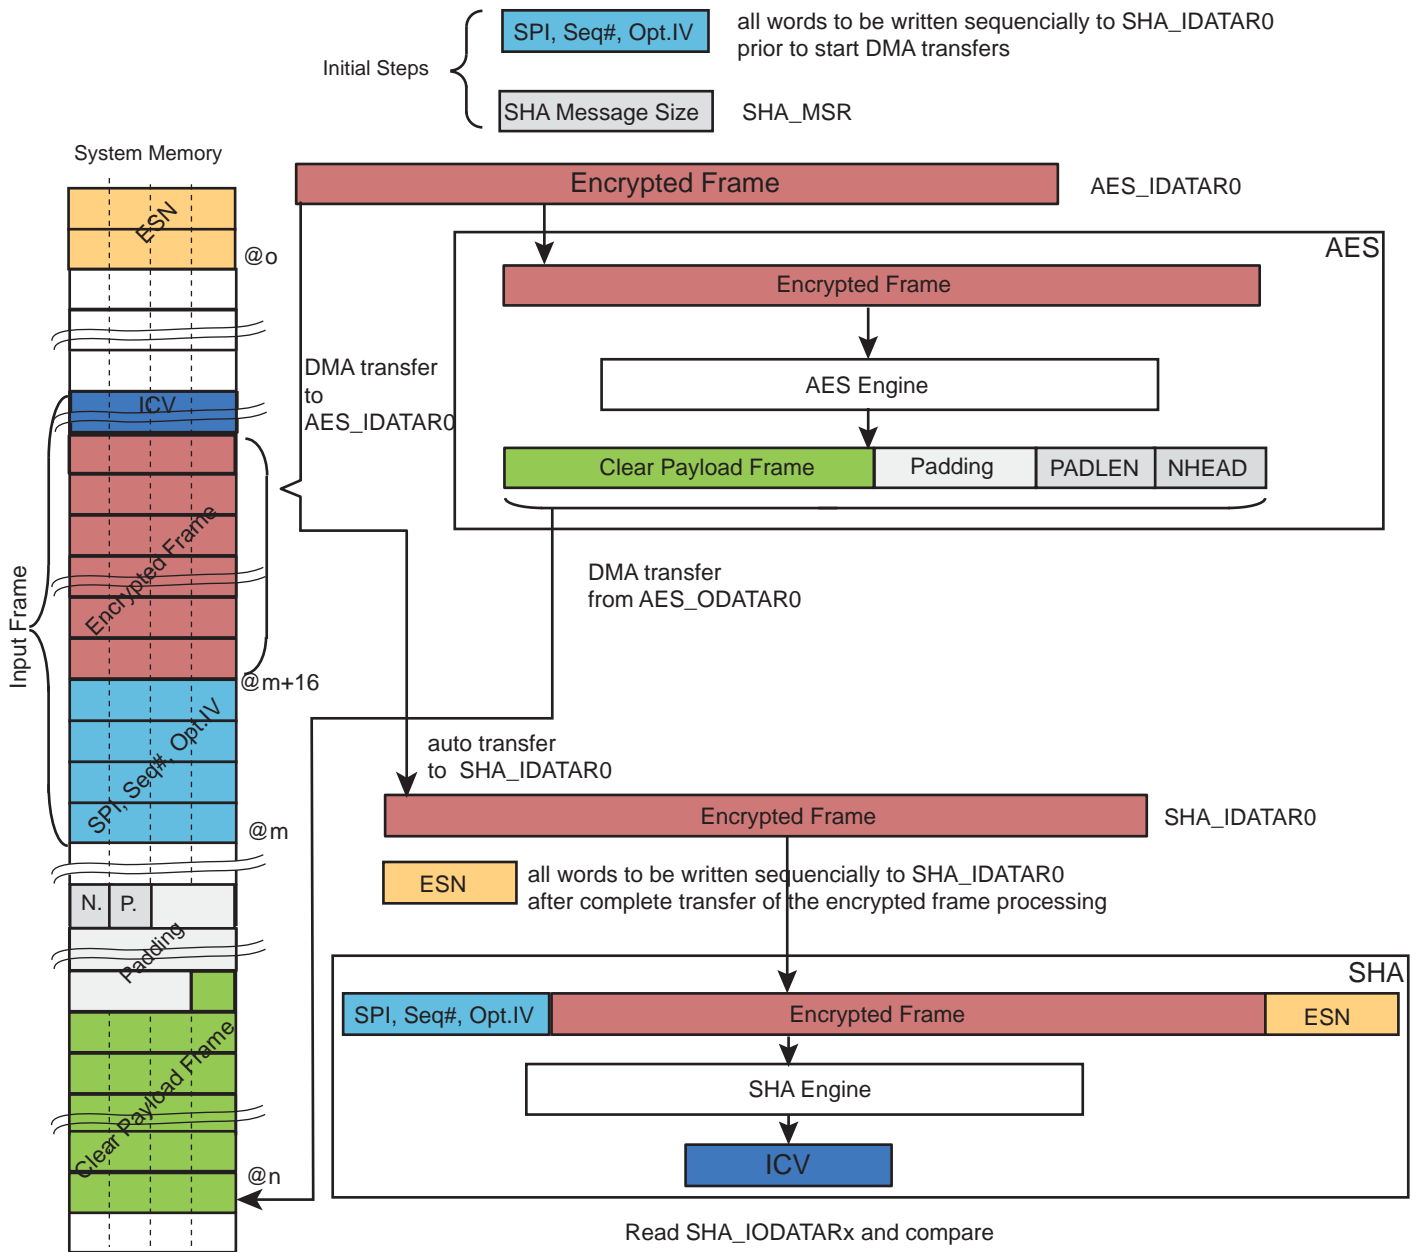 SPI, Seq#, Opt.IV
all words to be written sequencially to SHA_IDATAR0
prior to start DMA transfers
Initial Steps
SHA Message Size
SHA_MSR
System Memory
Encrypted Frame
AES_IDATAR0
ESN
@o
AES
Encrypted Frame
DMA transfer
to
AES_IDATAR0
AES Engine
ICV
Clear Payload Frame
Padding
PADLEN
NHEAD
Input Frame
Encrypted Frame
DMA transfer
from AES_ODATAR0
@m+16
SPI, Seq#, Opt.IV
auto transfer
to SHA_IDATAR0
@m
Encrypted Frame
SHA_IDATAR0
ESN
all words to be written sequencially to SHA_IDATAR0
after complete transfer of the encrypted frame processing
N.
P.
Padding
SHA
SPI, Seq#, Opt.IV
Encrypted Frame
ESN
Clear Payload Frame
SHA Engine
@n
ICV
Read SHA_IODATARx and compare